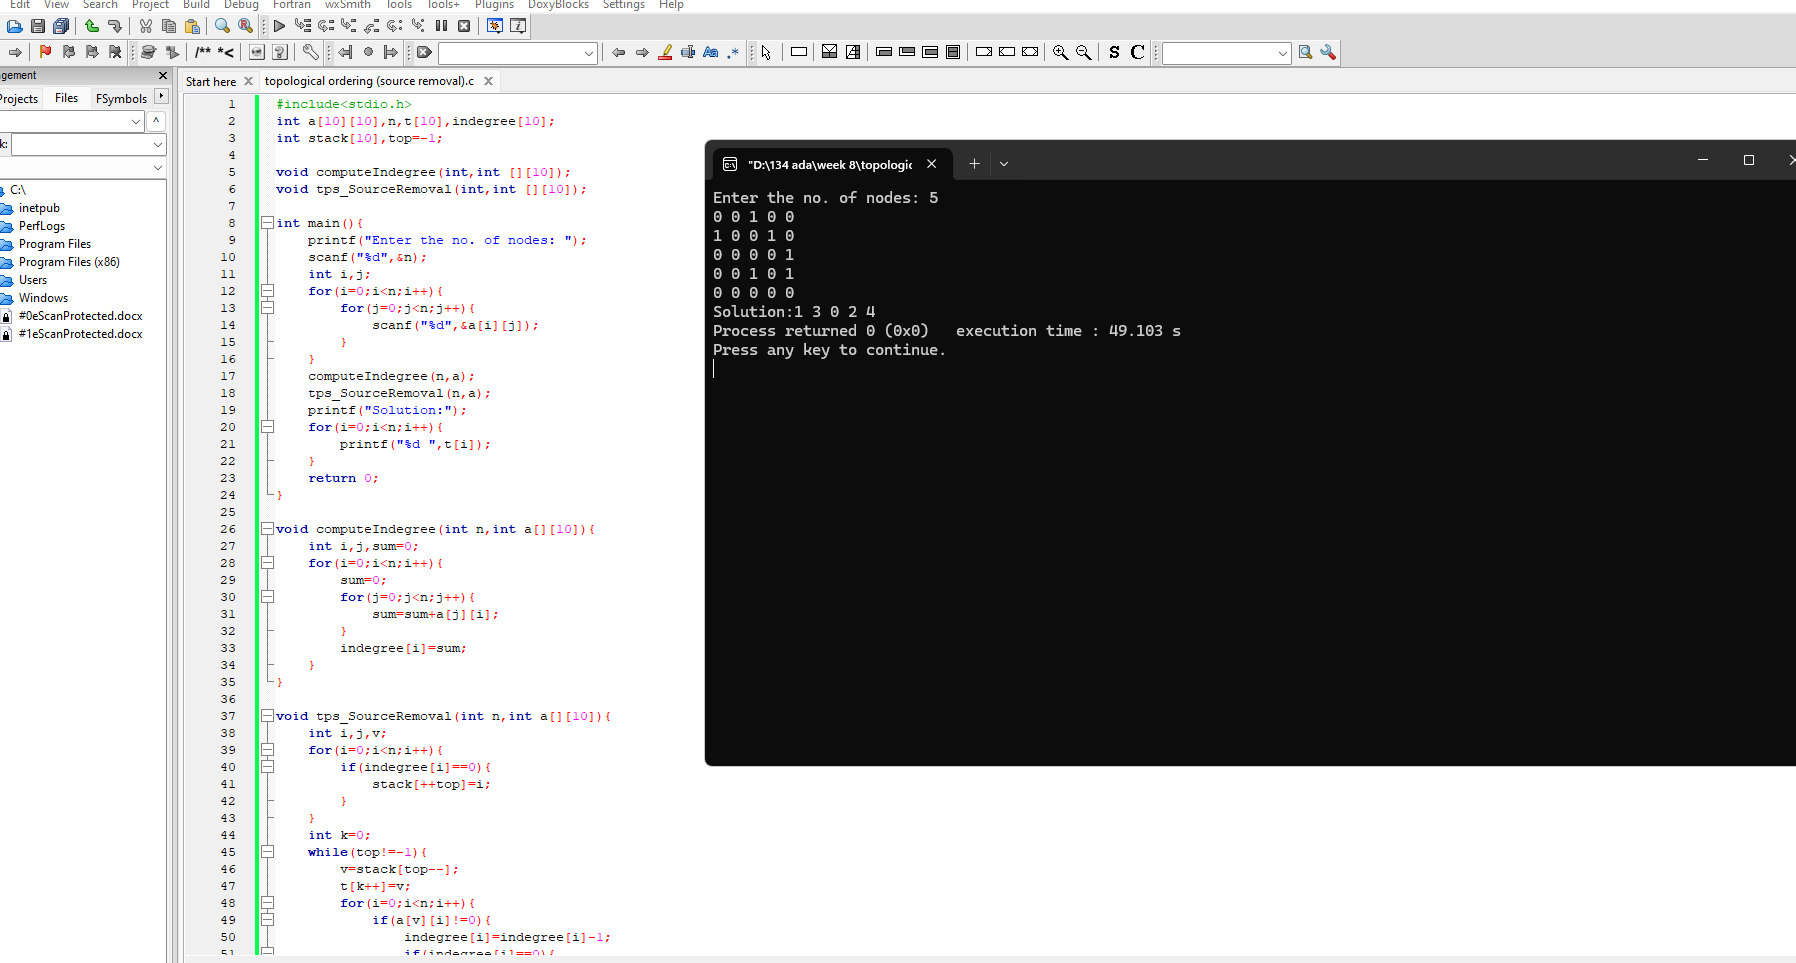 Edit View Search Project Build Debug Fortran wxSmith Tools Tools+ Plugins DoxyBlocks Settings Help
/** *<
Aa .*
S C
gement
Projects Files FSymbols
k:
C:\
inetpub
PerfLogs
Program Files
Program Files (x86)
Users
Windows
#0eScanProtected.docx
#1eScanProtected.docx
Start here topological ordering (source removal).c
1 #include<stdio.h>
2 int a[10][10],n,t[10],indegree[10];
3 int stack[10],top=-1;
4
5 void computeIndegree(int,int [][10]);
6 void tps_SourceRemoval(int,int [][10]);
7
8 int main(){
9 printf("Enter the no. of nodes: ");
10 scanf("%d",&n);
11 int i,j;
12 for(i=0;i<n;i++){
13 for(j=0;j<n;j++){
14 scanf("%d",&a[i][j]);
15 }
16 }
17 computeIndegree(n,a);
18 tps_SourceRemoval(n,a);
19 printf("Solution:");
20 for(i=0;i<n;i++){
21 printf("%d ",t[i]);
22 }
23 return 0;
24 }
25
26 void computeIndegree(int n,int a[][10]){
27 int i,j,sum=0;
28 for(i=0;i<n;i++){
29 sum=0;
30 for(j=0;j<n;j++){
31 sum=sum+a[j][i];
32 }
33 indegree[i]=sum;
34 }
35 }
36
37 void tps_SourceRemoval(int n,int a[][10]){
38 int i,j,v;
39 for(i=0;i<n;i++){
40 if(indegree[i]==0){
41 stack[++top]=i;
42 }
43 }
44 int k=0;
45 while(top!=-1){
46 v=stack[top--];
47 t[k++]=v;
48 for(i=0;i<n;i++){
49 if(a[v][i]!=0){
50 indegree[i]=indegree[i]-1;
51 if(indegree[i]==0){
"D:\134 ada\week 8\topologic
Enter the no. of nodes: 5
0 0 1 0 0
1 0 0 1 0
0 0 0 0 1
0 0 1 0 1
0 0 0 0 0
Solution:1 3 0 2 4
Process returned 0 (0x0) execution time : 49.103 s
Press any key to continue.